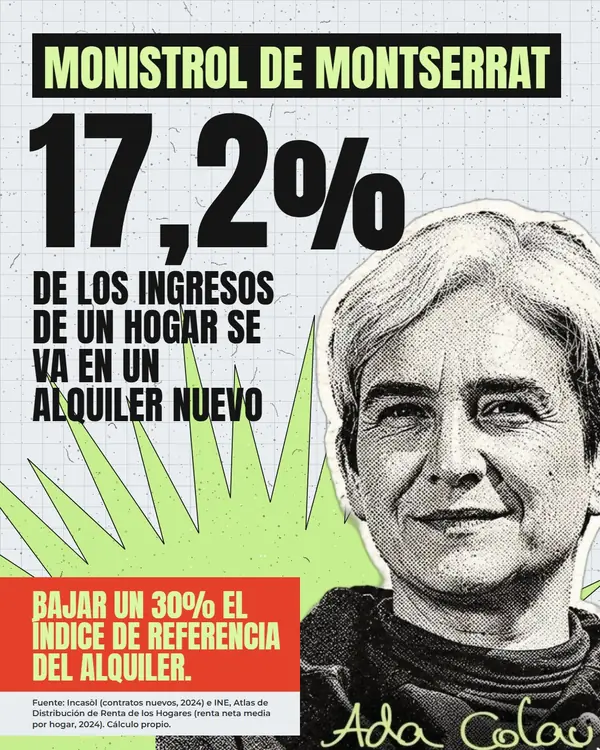 MONISTROL DE MONTSERRAT
17,2%
DE LOS INGRESOS
DE UN HOGAR SE
VA EN UN
ALQUILER NUEVO
BAJAR UN 30% EL
ÍNDICE DE REFERENCIA
DEL ALQUILER.
Fuente: Incasòl (contratos nuevos, 2024) e INE, Atlas de
Distribución de Renta de los Hogares (renta neta media
por hogar, 2024). Cálculo propio.
Ada Colau